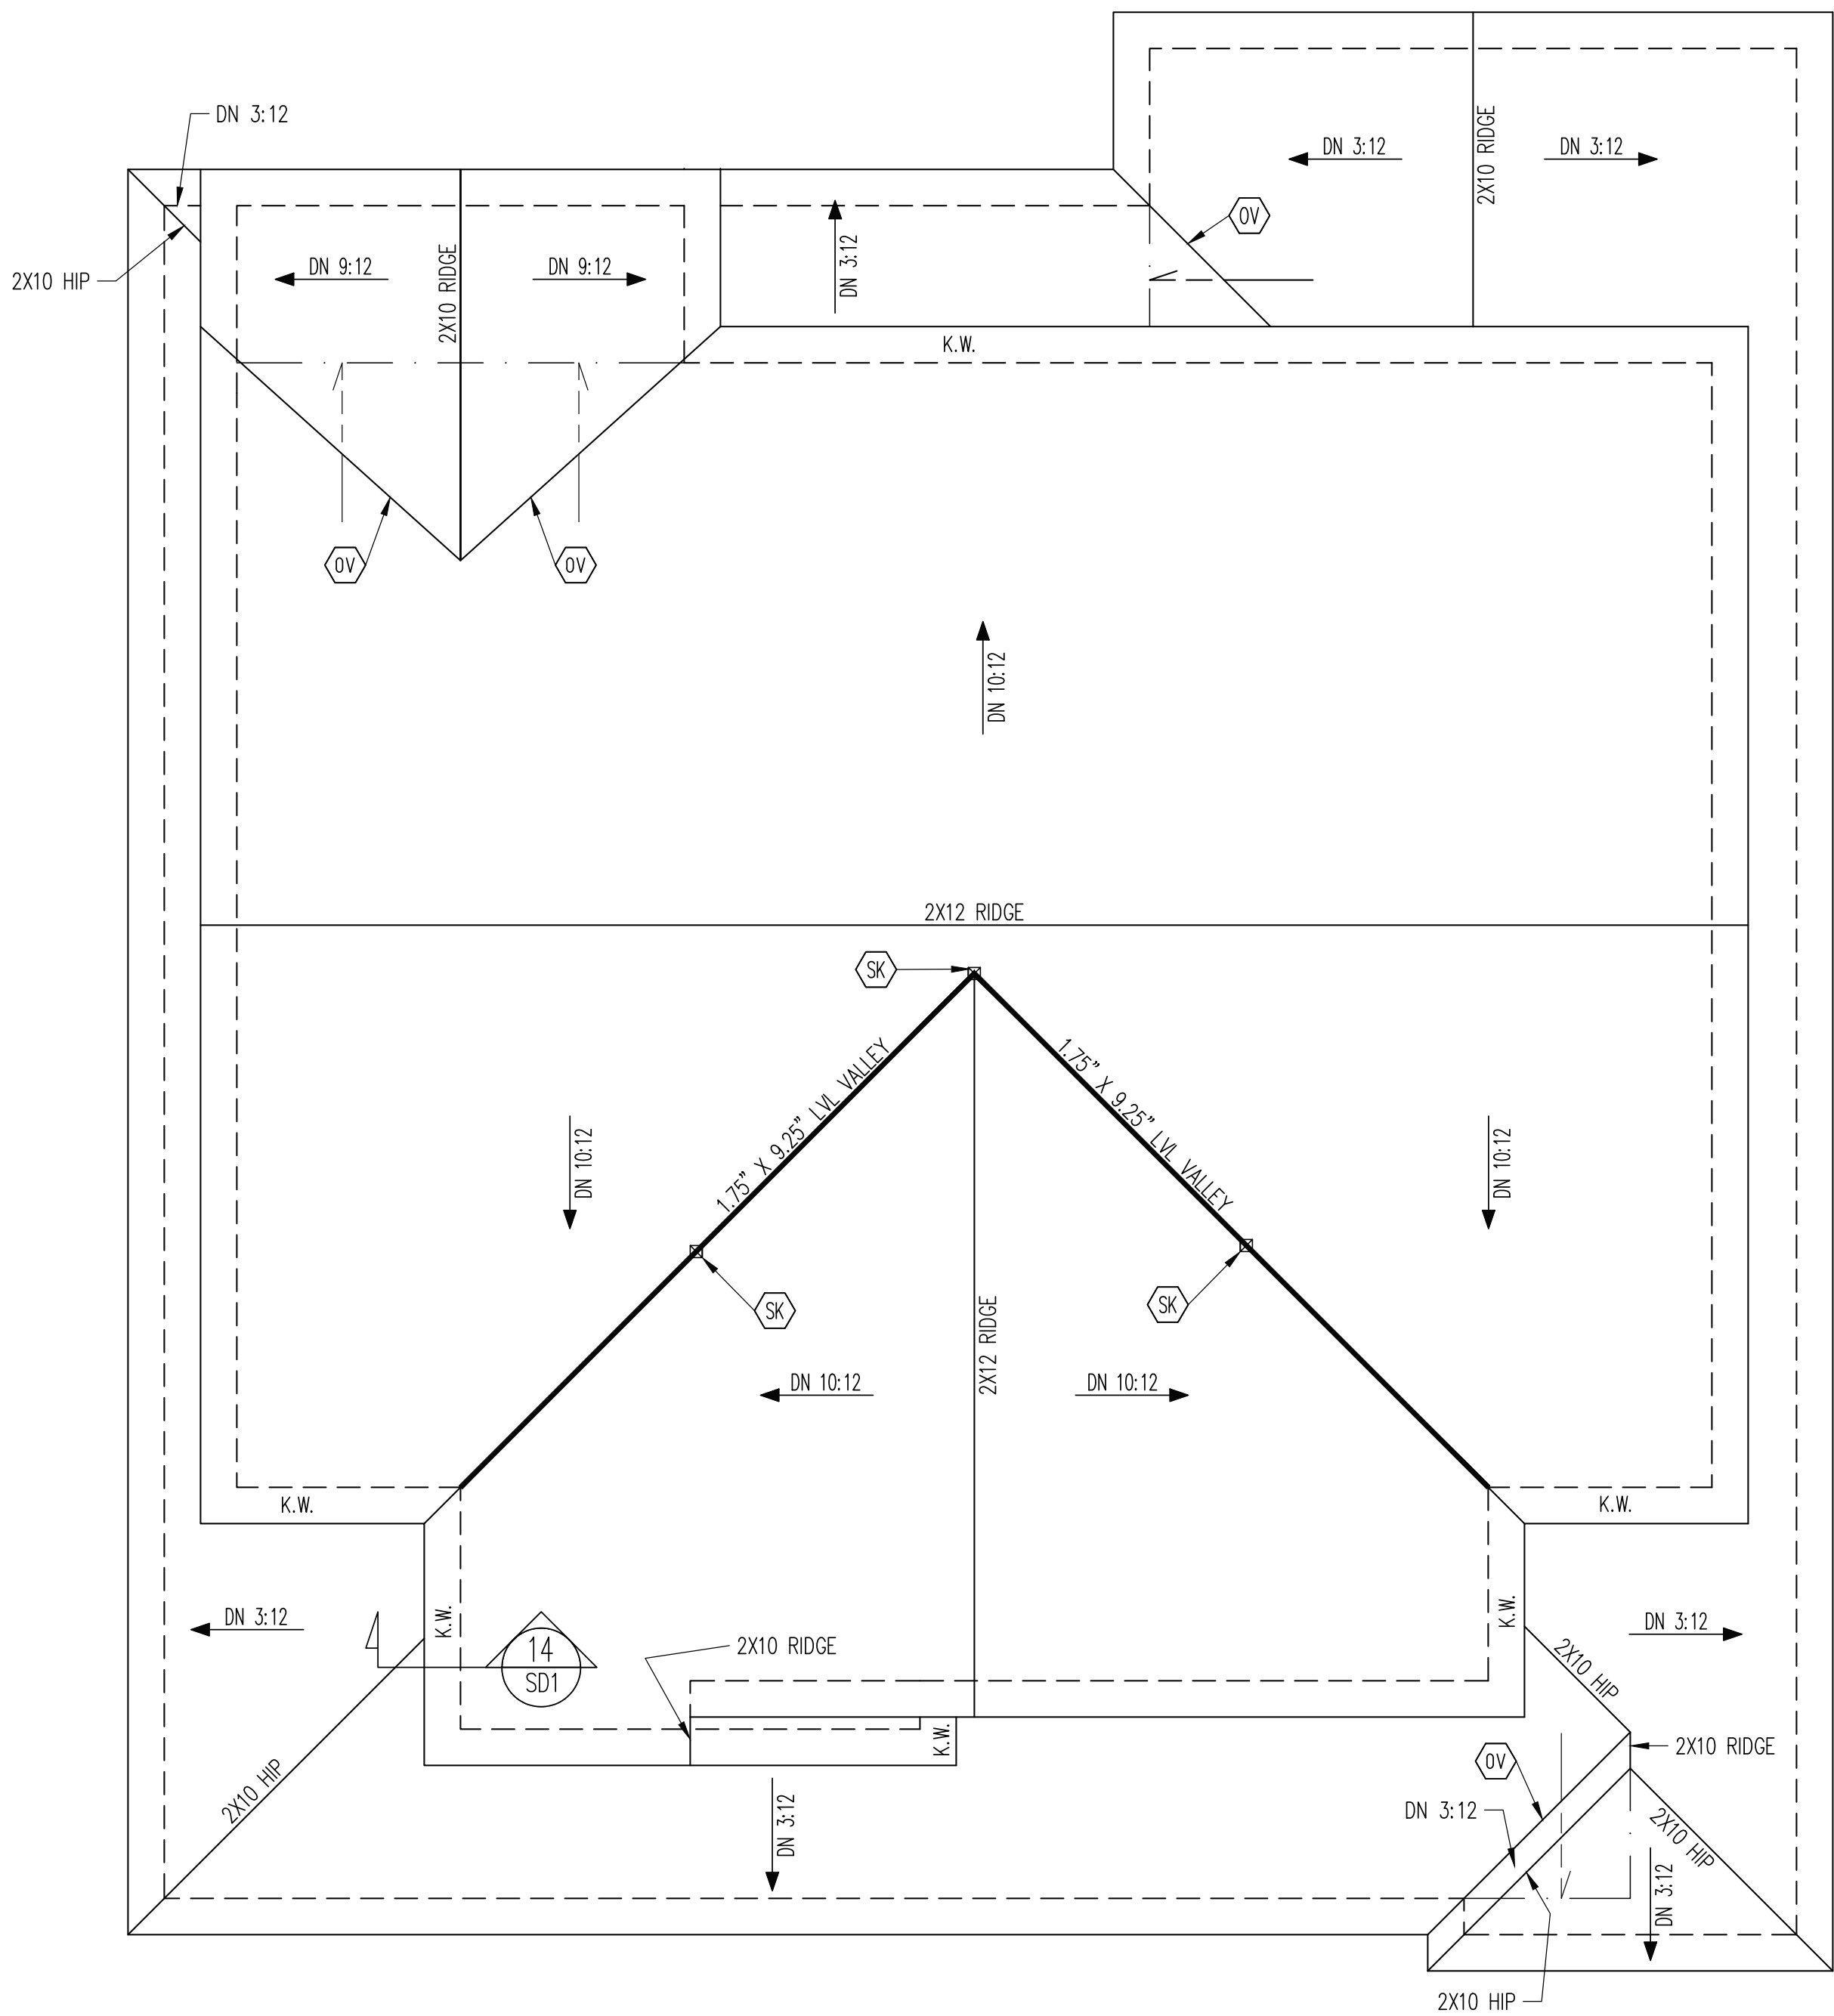 DN 3:12
2X10 RIDGE
DN 3:12
DN 3:12
OV
2X10 HIP
DN 9:12
2X10 RIDGE
DN 9:12
DN 3:12
K.W.
OV
OV
DN 10:12
2X12 RIDGE
SK
1.75" X 9.25" LVL VALLEY
1.75" X 9.25" LVL VALLEY
DN 10:12
DN 10:12
SK
SK
2X12 RIDGE
DN 10:12
DN 10:12
K.W.
K.W.
DN 3:12
K.W.
14
SD1
2X10 RIDGE
K.W.
DN 3:12
2X10 HIP
K.W.
2X10 RIDGE
OV
2X10 HIP
DN 3:12
DN 3:12
2X10 HIP
DN 3:12
2X10 HIP